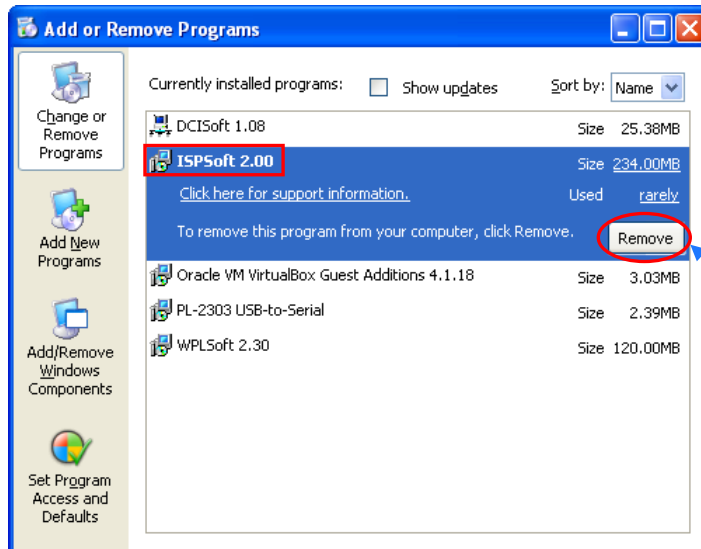 Add or Remove Programs
Change or
Remove
Programs
Add New
Programs
Add/Remove
Windows
Components
Set Program
Access and
Defaults
Currently installed programs: Show updates Sort by: Name
DCISoft 1.08 Size 25.38MB
ISPSoft 2.00 Size 234.00MB
Click here for support information. Used rarely
To remove this program from your computer, click Remove. Remove
Oracle VM VirtualBox Guest Additions 4.1.18 Size 3.03MB
PL-2303 USB-to-Serial Size 2.39MB
WPLSoft 2.30 Size 120.00MB